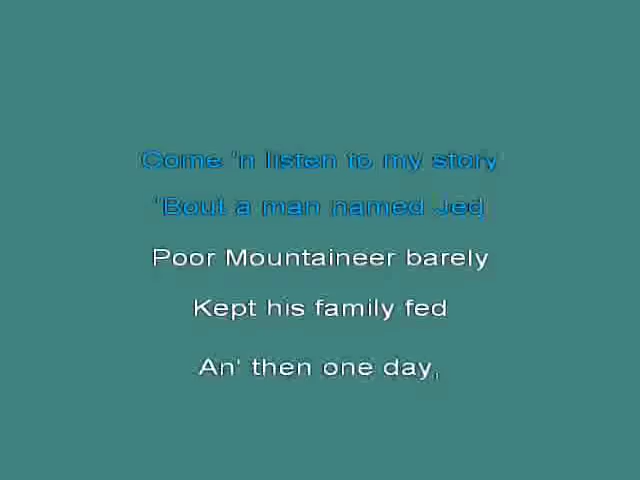 Come 'n listen to my story
'Bout a man named Jed
Poor Mountaineer barely
Kept his family fed
An' then one day,